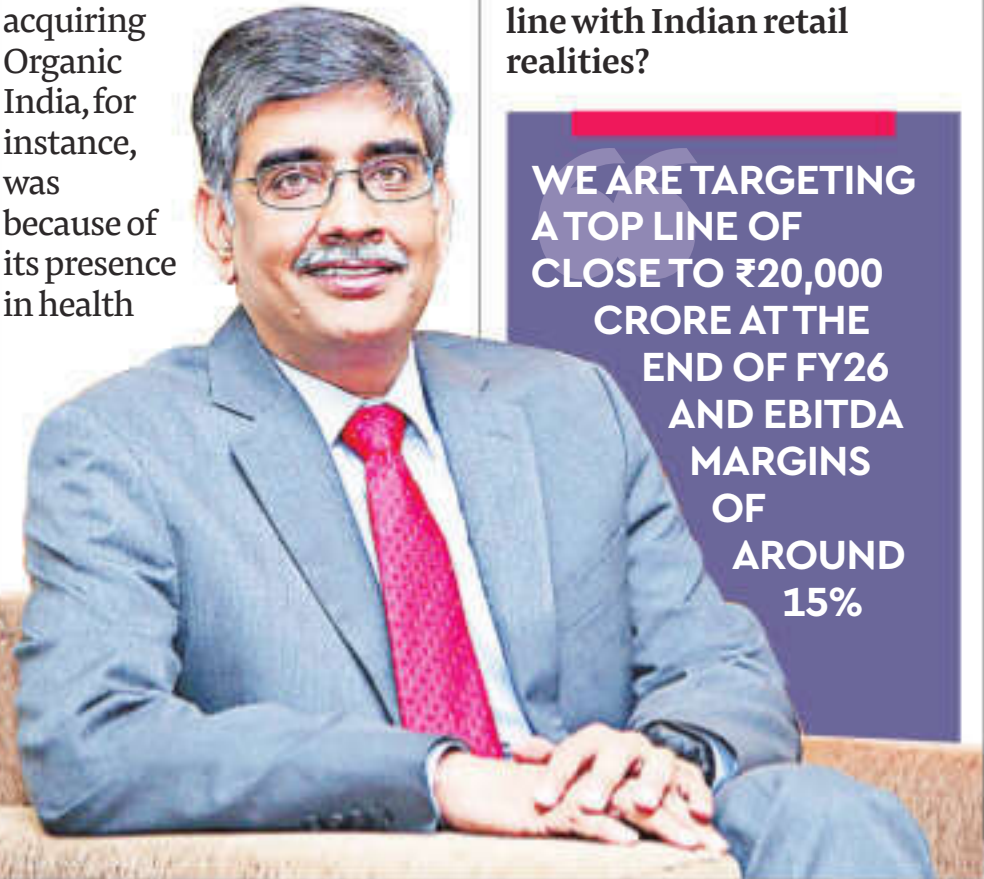 acquiring
Organic
India, for
instance,
was
because of
its presence
in health
line with Indian retail
realities?
WE ARE TARGETING
A TOP LINE OF
CLOSE TO ₹20,000
CRORE AT THE
END OF FY26
AND EBITDA
MARGINS
OF
AROUND
15%